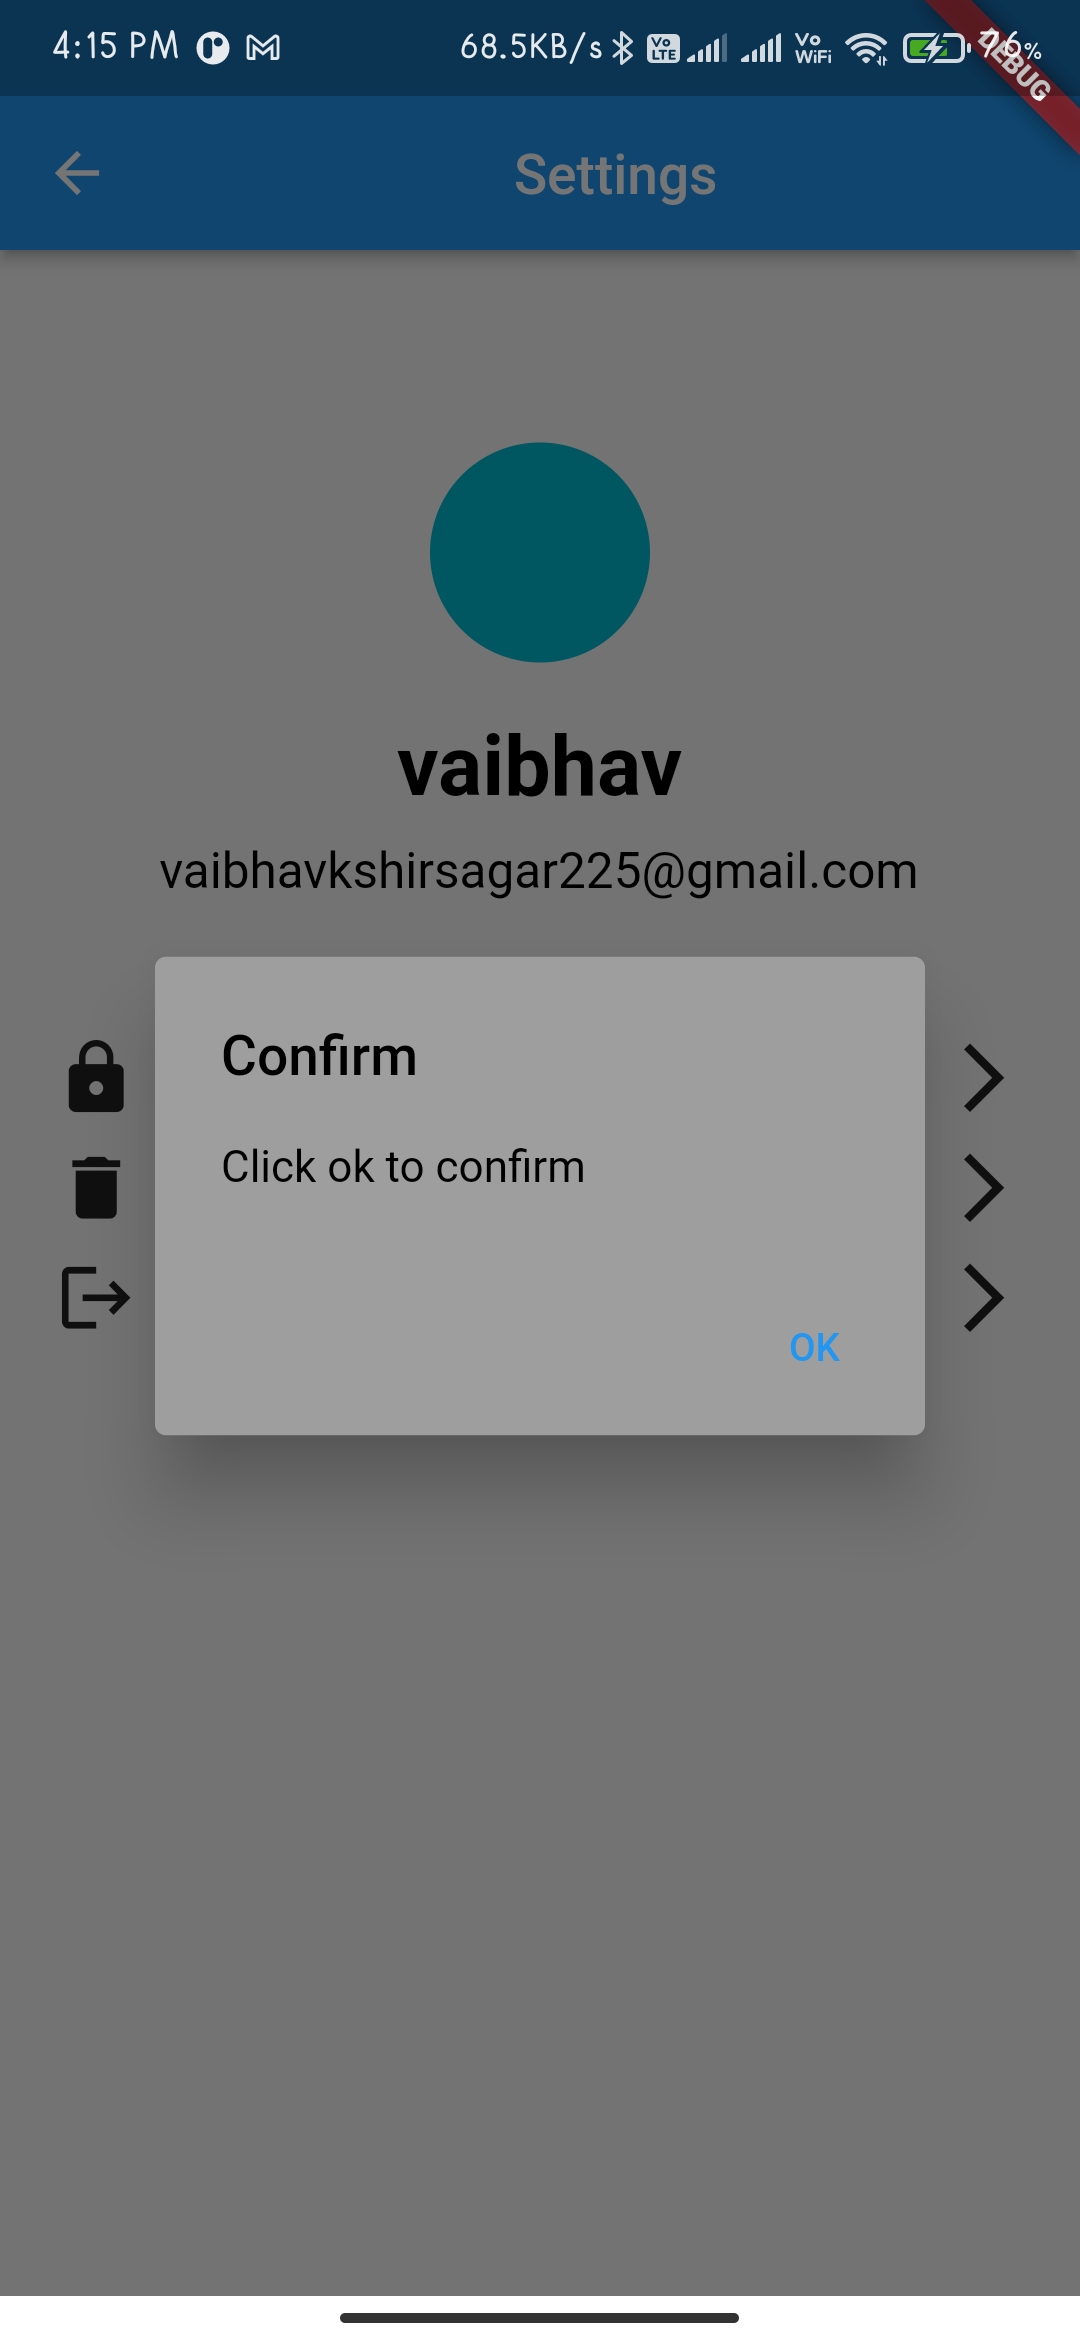 4:15 PM 68.5KB/s Vo LTE Vo WiFi 76%
DEBUG
Settings
vaibhav
vaibhavkshirsagar225@gmail.com
Confirm
Click ok to confirm
OK